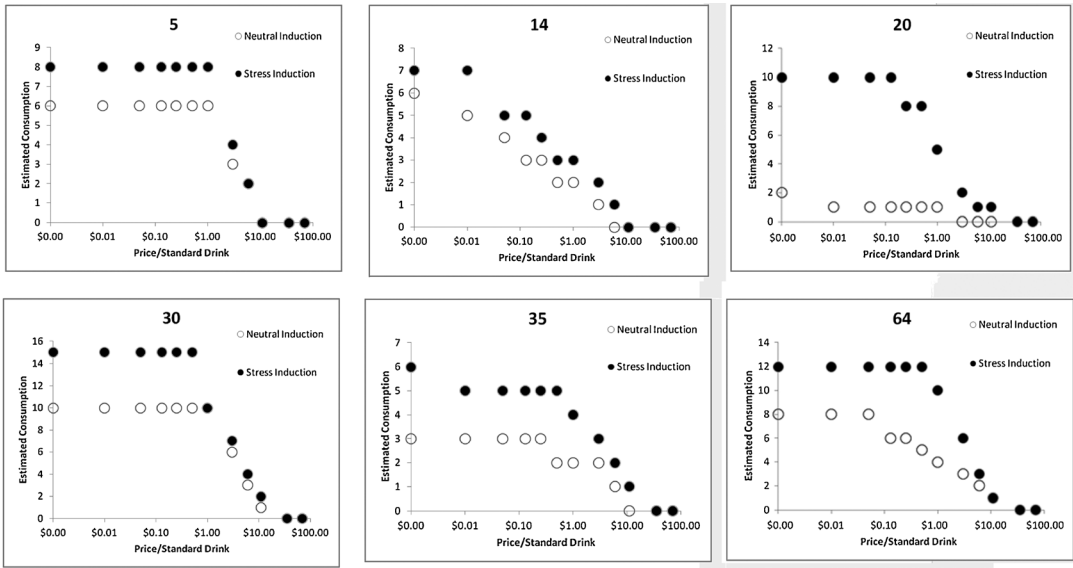 5
Neutral Induction
Stress Induction
Estimated Consumption
9
8
7
6
5
4
3
2
1
0
$0.00 $0.01 $0.10 $1.00 $10.00 $100.00
Price/Standard Drink
14
Neutral Induction
Stress Induction
Estimated Consumption
8
7
6
5
4
3
2
1
0
$0.00 $0.01 $0.10 $1.00 $10.00 $100.00
Price/Standard Drink
20
Neutral Induction
Stress Induction
Estimated Consumption
12
10
8
6
4
2
0
$0.00 $0.01 $0.10 $1.00 $10.00 $100.00
Price/Standard Drink
30
Neutral Induction
Stress Induction
Estimated Consumption
16
14
12
10
8
6
4
2
0
$0.00 $0.01 $0.10 $1.00 $10.00 $100.00
Price/Standard Drink
35
Neutral Induction
Stress Induction
Estimated Consumption
7
6
5
4
3
2
1
0
$0.00 $0.01 $0.10 $1.00 $10.00 $100.00
Price/Standard Drink
64
Neutral Induction
Stress Induction
Estimated Consumption
14
12
10
8
6
4
2
0
$0.00 $0.01 $0.10 $1.00 $10.00 $100.00
Price/Standard Drink